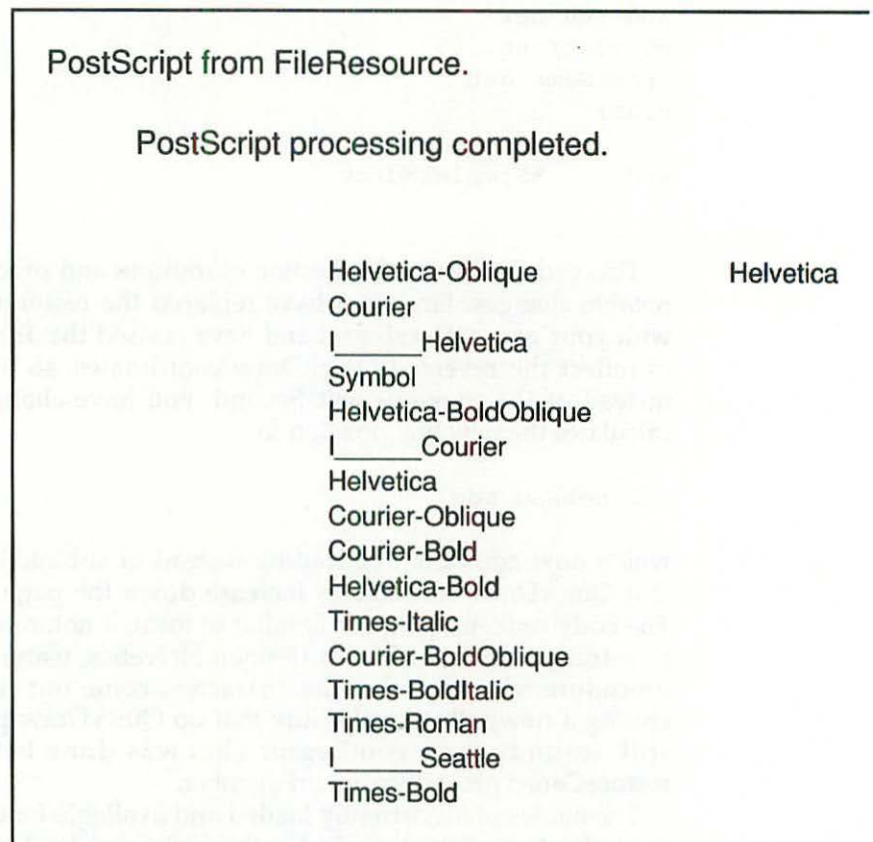 PostScript from FileResource.
PostScript processing completed.
Helvetica-Oblique Helvetica
Courier
I______Helvetica
Symbol
Helvetica-BoldOblique
I______Courier
Helvetica
Courier-Oblique
Courier-Bold
Helvetica-Bold
Times-Italic
Courier-BoldOblique
Times-BoldItalic
Times-Roman
I______Seattle
Times-Bold